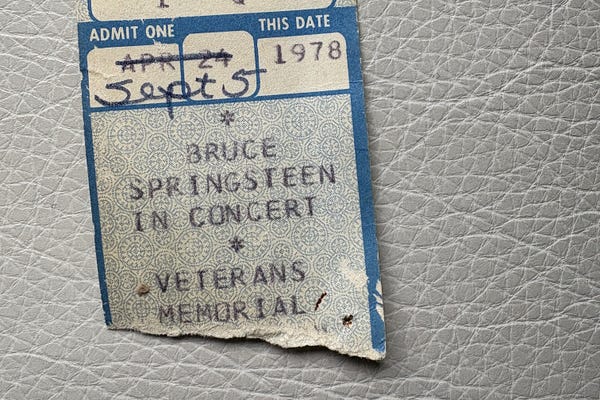 ADMIT ONE THIS DATE
APR 24 1978
Sept 5
*
BRUCE
SPRINGSTEEN
IN CONCERT
*
VETERANS
MEMORIAL